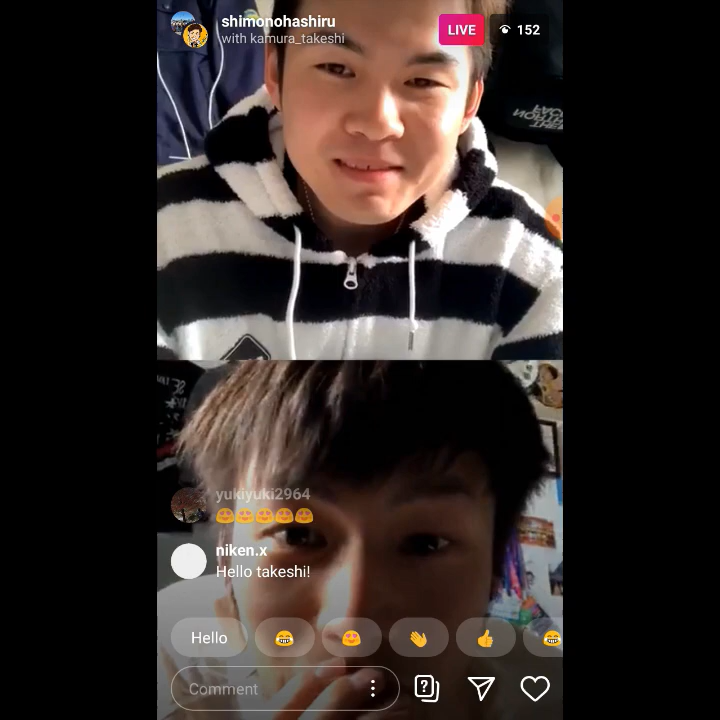 shimonohashiru
with kamura_takeshi
LIVE
152
yukiyuki2964
niken.x
Hello takeshi!
Hello
Comment